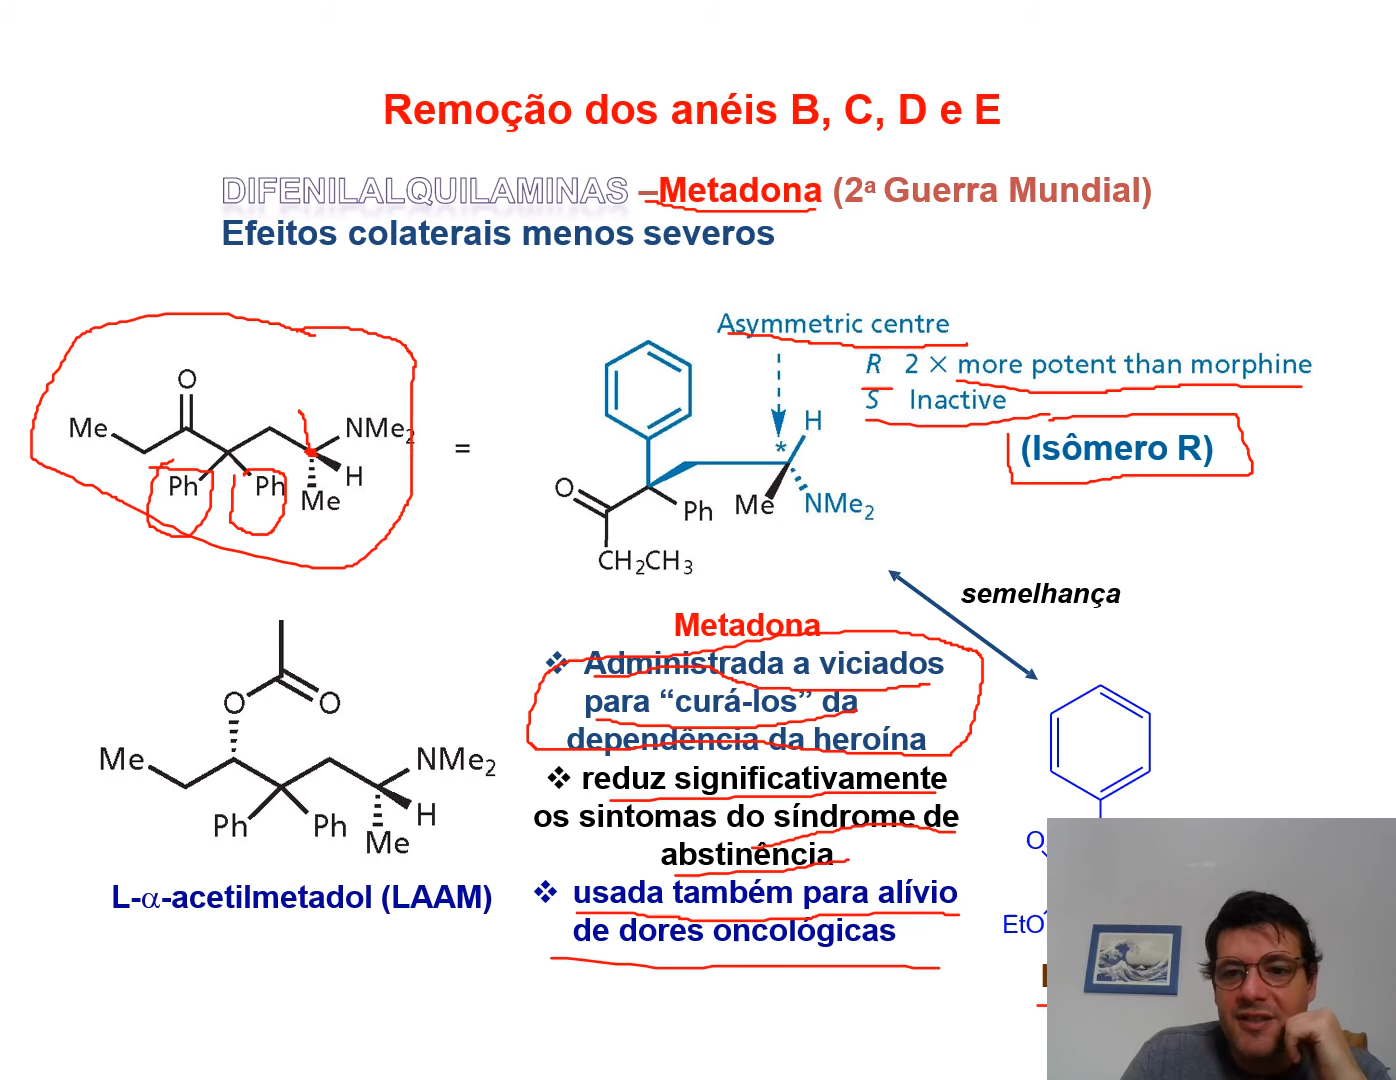 Remoção dos anéis B, C, D e E
DIFENILALQUILAMINAS –Metadona (2ª Guerra Mundial)
Efeitos colaterais menos severos
Asymmetric centre
R 2 × more potent than morphine
S Inactive
(Isômero R)
O
Me
NMe2
Ph
Ph
H
Me
=
H
*
O
Ph
Me
NMe2
CH2CH3
semelhança
O
O
Me
NMe2
Ph
Ph
H
Me
L-α-acetilmetadol (LAAM)
Metadona
❖ Administrada a viciados
para “curá-los” da
dependência da heroína
❖ reduz significativamente
os sintomas do síndrome de
abstinência
❖ usada também para alívio
de dores oncológicas
O
EtO